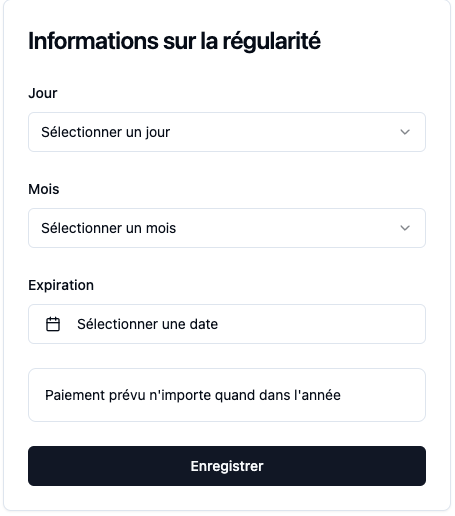 Informations sur la régularité
Jour
Sélectionner un jour
Mois
Sélectionner un mois
Expiration
Sélectionner une date
Paiement prévu n'importe quand dans l'année
Enregistrer